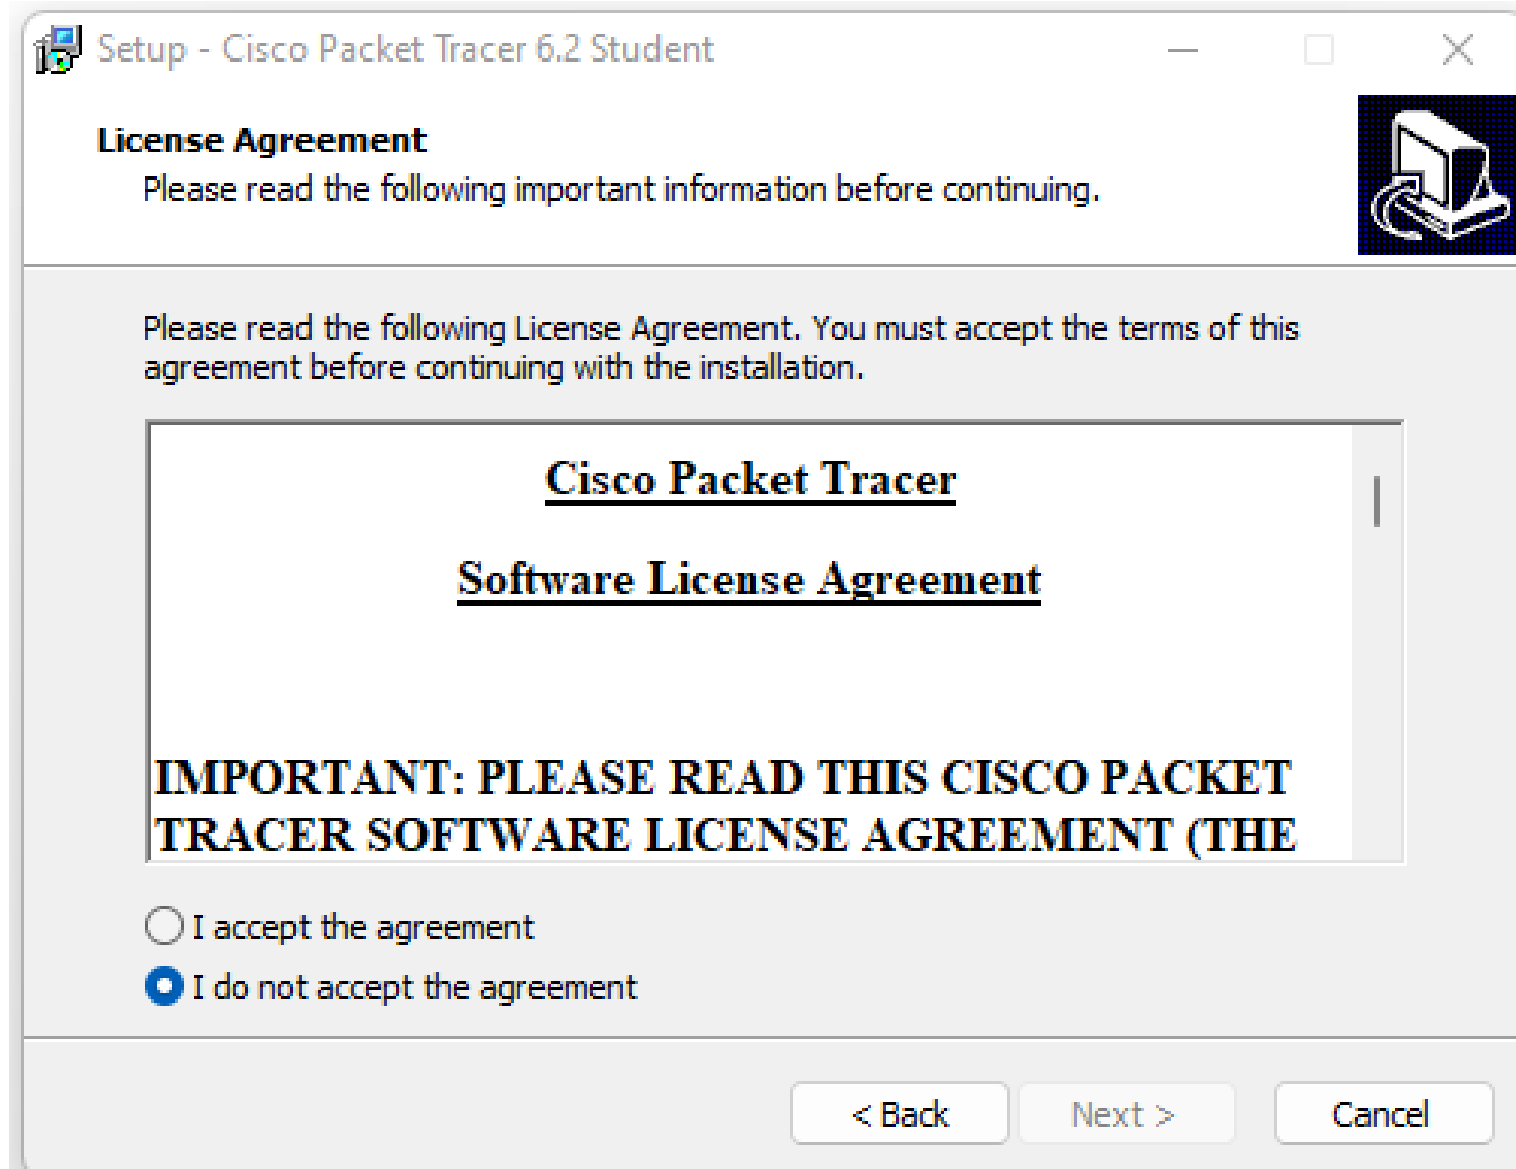 Setup - Cisco Packet Tracer 6.2 Student
License Agreement
Please read the following important information before continuing.
Please read the following License Agreement. You must accept the terms of this
agreement before continuing with the installation.
Cisco Packet Tracer
Software License Agreement
IMPORTANT: PLEASE READ THIS CISCO PACKET
TRACER SOFTWARE LICENSE AGREEMENT (THE
I accept the agreement
I do not accept the agreement
< Back Next > Cancel